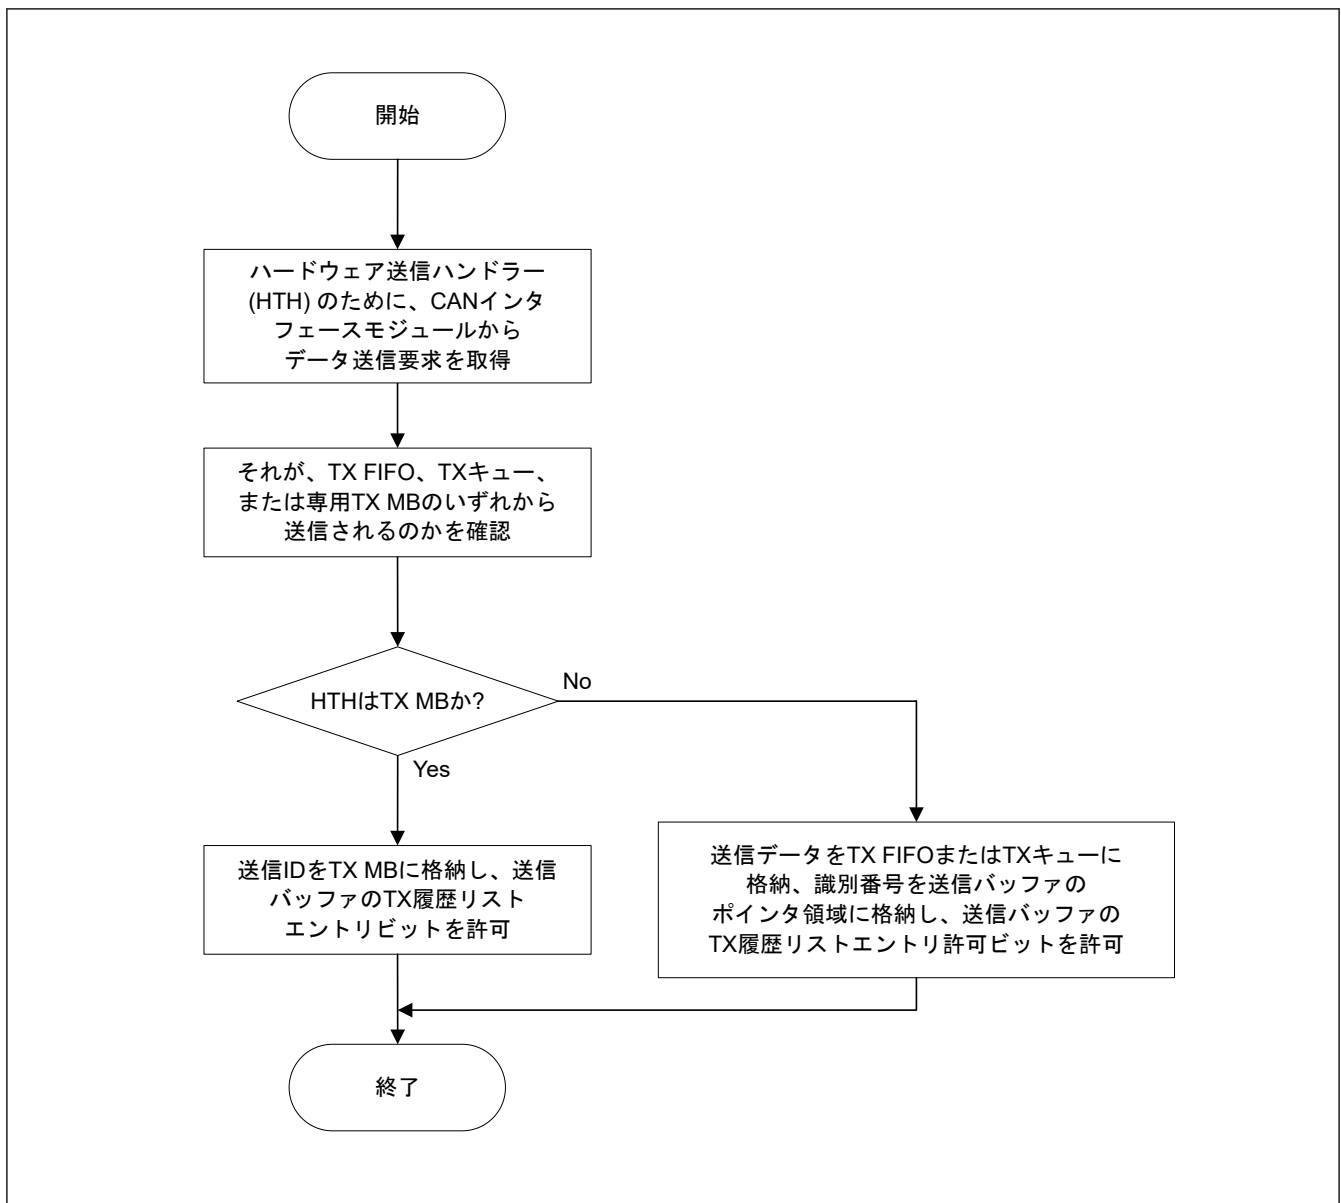 開始
ハードウェア送信ハンドラー
(HTH) のために、CANインタ
フェースモジュールから
データ送信要求を取得
それが、TX FIFO、TXキュー、
または専用TX MBのいずれから
送信されるのかを確認
HTHはTX MBか?
No
Yes
送信IDをTX MBに格納し、送信
バッファのTX履歴リスト
エントリビットを許可
送信データをTX FIFOまたはTXキューに
格納、識別番号を送信バッファの
ポインタ領域に格納し、送信バッファの
TX履歴リストエントリ許可ビットを許可
終了